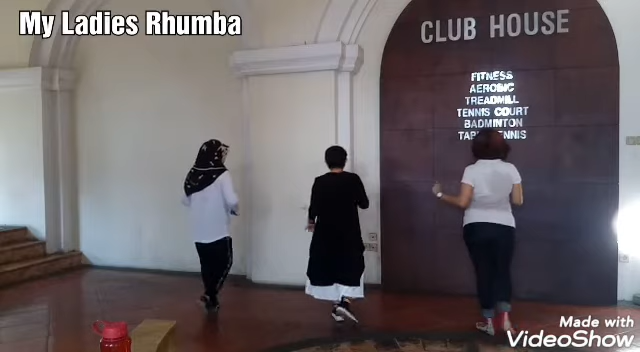 My Ladies Rhumba
CLUB HOUSE
FITNESS
AEROBIC
TREADMILL
TENNIS COURT
BADMINTON
TABLE TENNIS
Made with
VideoShow